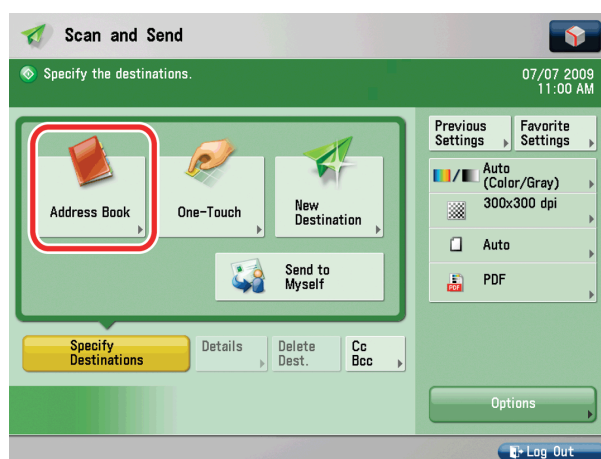 Scan and Send
Specify the destinations.
07/07 2009
11:00 AM
Address Book
One-Touch
New
Destination
Send to
Myself
Specify
Destinations
Details
Delete
Dest.
Cc
Bcc
Previous
Settings
Favorite
Settings
Auto
(Color/Gray)
300x300 dpi
Auto
PDF
PDF
Options
Log Out